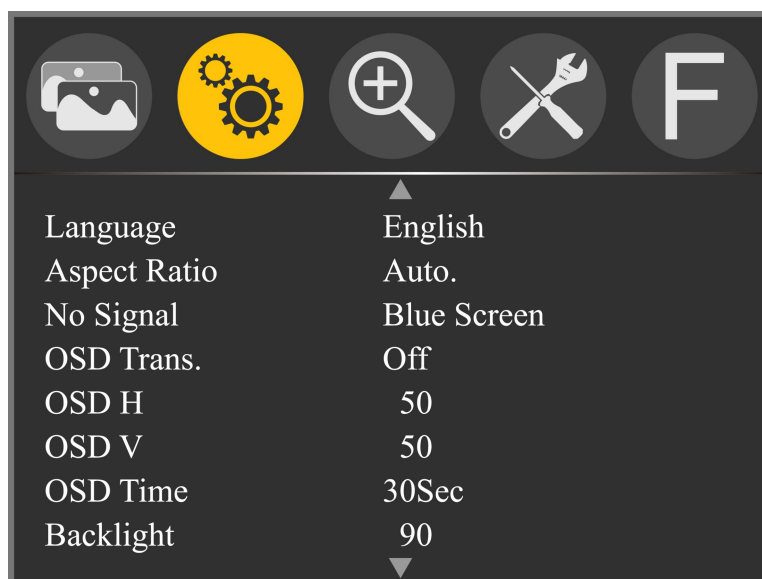 F
Language English
Aspect Ratio Auto.
No Signal Blue Screen
OSD Trans. Off
OSD H 50
OSD V 50
OSD Time 30Sec
Backlight 90